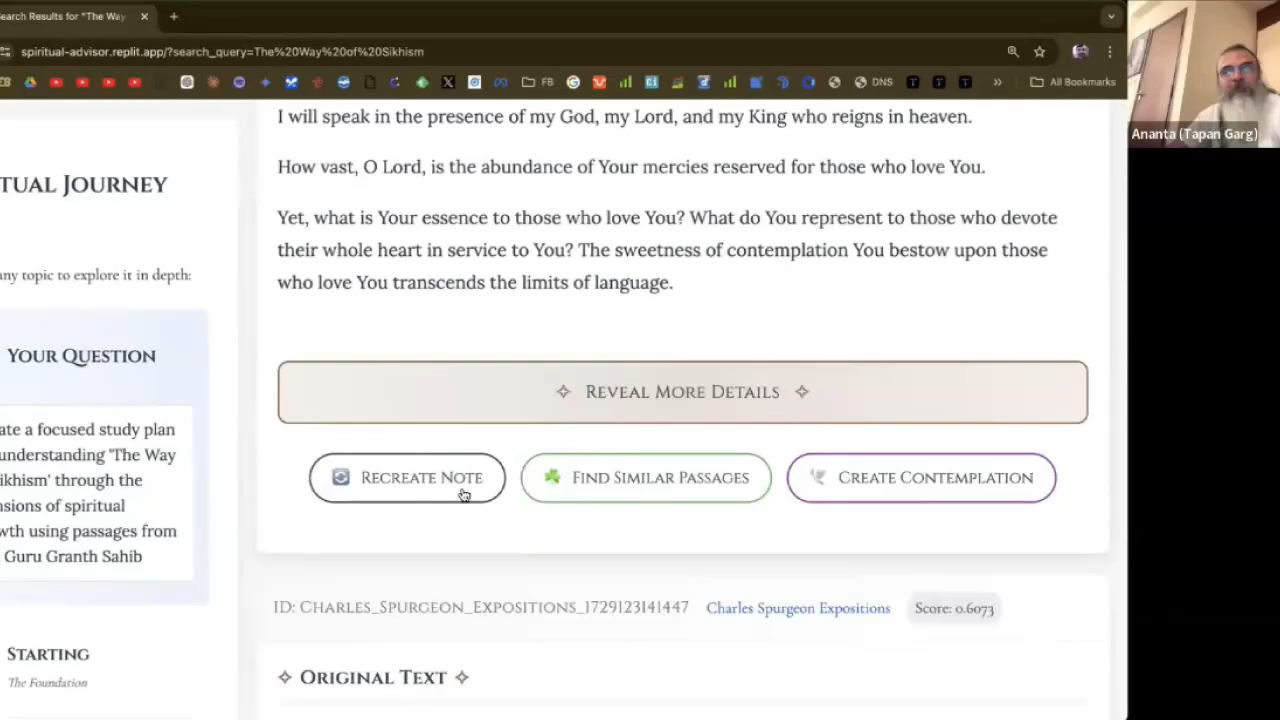 earch Results for "The Way
spiritual-advisor.replit.app/?search_query=The%20Way%20of%20Sikhism
FB
DNS
All Bookmarks
Ananta (Tapan Garg)
TUAL JOURNEY
any topic to explore it in depth:
YOUR QUESTION
ate a focused study plan
understanding 'The Way
ikhism' through the
nsions of spiritual
wth using passages from
Guru Granth Sahib
STARTING
The Foundation
I will speak in the presence of my God, my Lord, and my King who reigns in heaven.
How vast, O Lord, is the abundance of Your mercies reserved for those who love You.
Yet, what is Your essence to those who love You? What do You represent to those who devote
their whole heart in service to You? The sweetness of contemplation You bestow upon those
who love You transcends the limits of language.
✧ REVEAL MORE DETAILS ✧
RECREATE NOTE
FIND SIMILAR PASSAGES
CREATE CONTEMPLATION
ID: CHARLES_SPURGEON_EXPOSITIONS_1729123141447 Charles Spurgeon Expositions Score: 0.6073
✧ ORIGINAL TEXT ✧